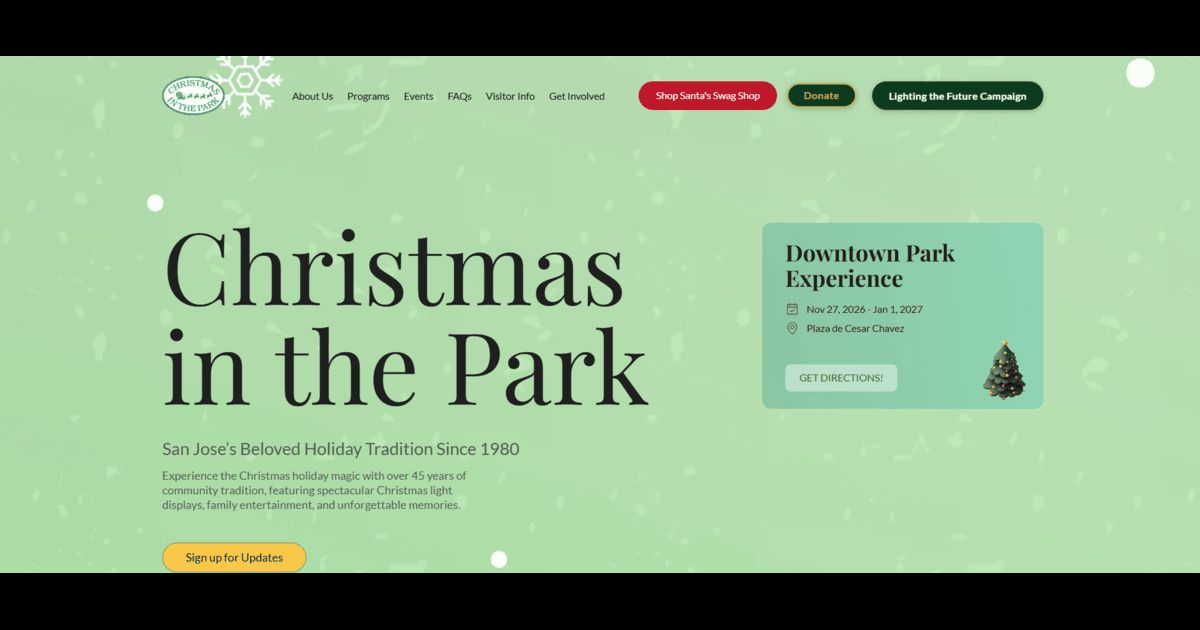 CHRISTMAS
IN THE PARK
About Us
Programs
Events
FAQs
Visitor Info
Get Involved
Shop Santa's Swag Shop
Donate
Lighting the Future Campaign
Christmas
in the Park
San Jose’s Beloved Holiday Tradition Since 1980
Experience the Christmas holiday magic with over 45 years of
community tradition, featuring spectacular Christmas light
displays, family entertainment, and unforgettable memories.
Sign up for Updates
Downtown Park
Experience
Nov 27, 2026 - Jan 1, 2027
Plaza de Cesar Chavez
GET DIRECTIONS!